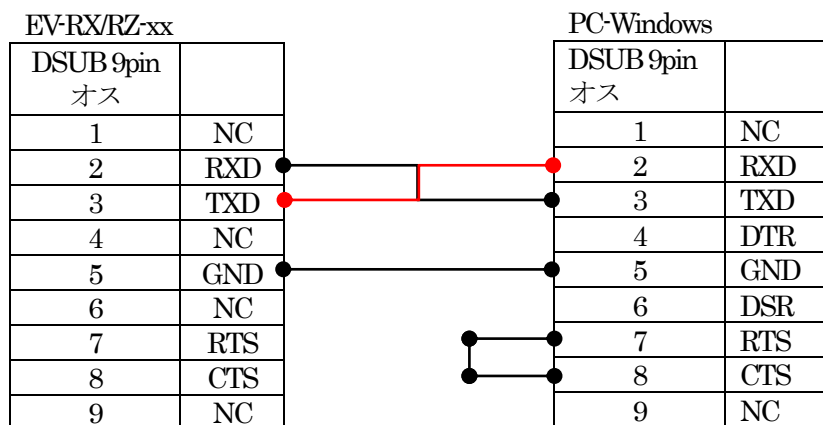 EV-RX/RZ-xx
DSUB 9pin
オス
1 NC
2 RXD
3 TXD
4 NC
5 GND
6 NC
7 RTS
8 CTS
9 NC
PC-Windows
DSUB 9pin
オス
1 NC
2 RXD
3 TXD
4 DTR
5 GND
6 DSR
7 RTS
8 CTS
9 NC